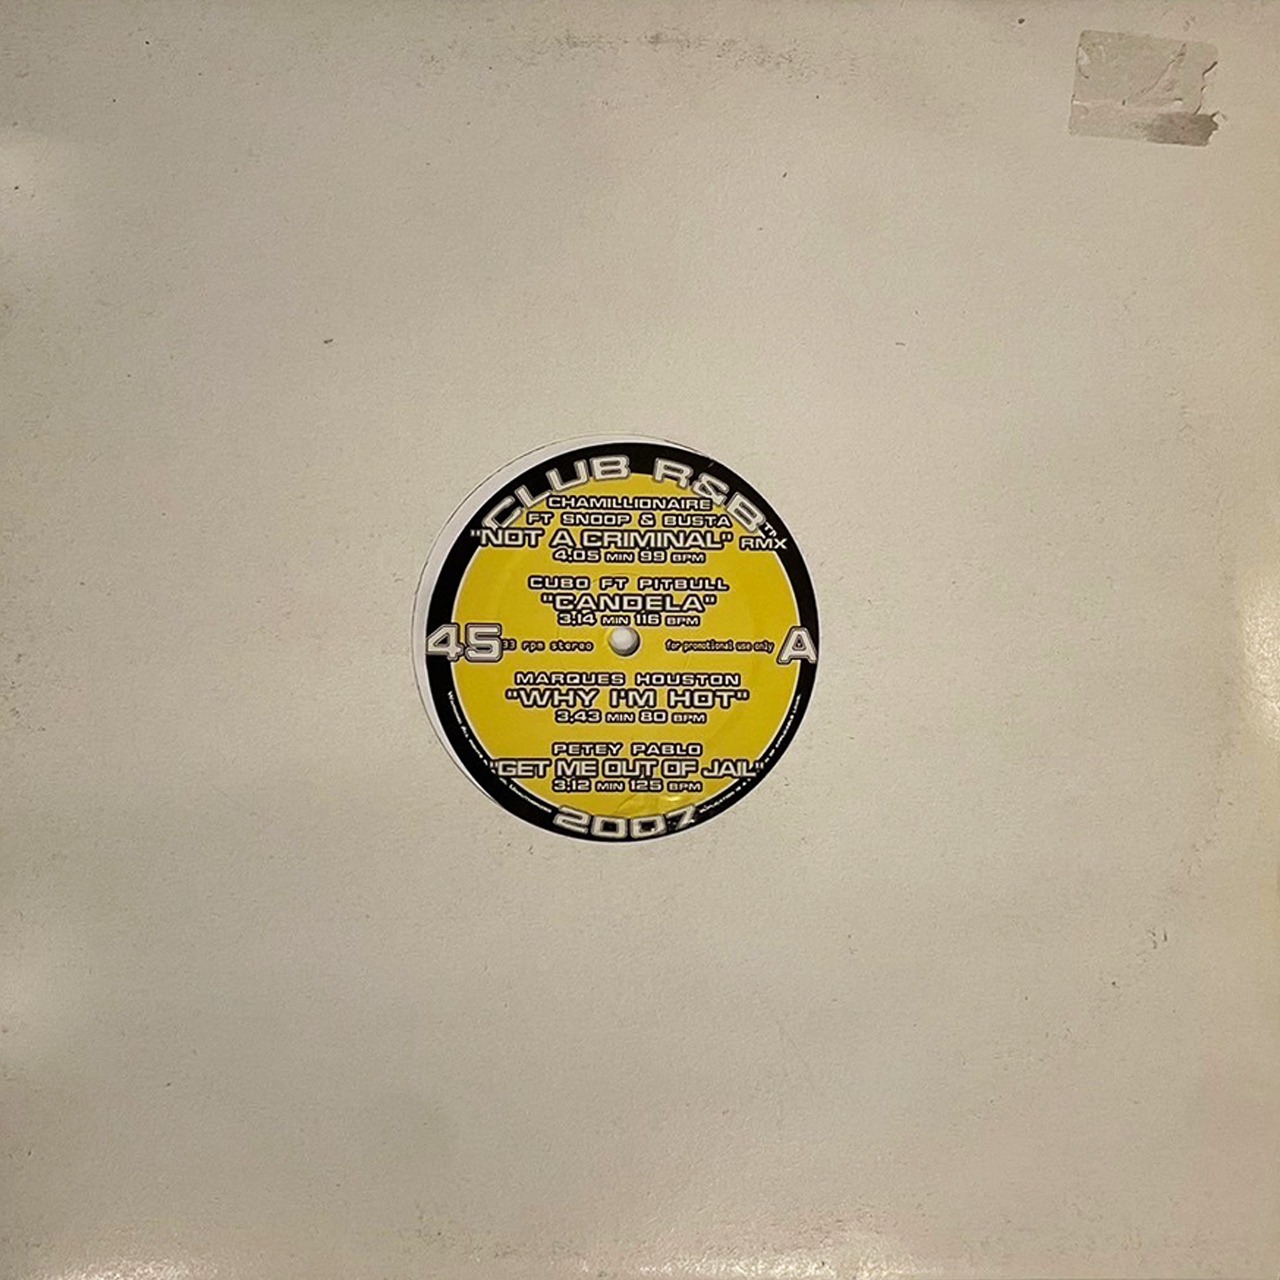 CLUB R&B™
CHAMILLIONAIRE
FT SNOOP & BUSTA
"NOT A CRIMINAL" RMX
4.05 MIN 99 BPM
CUBO FT PITBULL
"CANDELA"
3.14 MIN 116 BPM
45 33 rpm stereo for promotional use only A
MARQUES HOUSTON
"WHY I'M HOT"
3.43 MIN 80 BPM
PETEY PABLO
"GET ME OUT OF JAIL"
3.12 MIN 125 BPM
2007